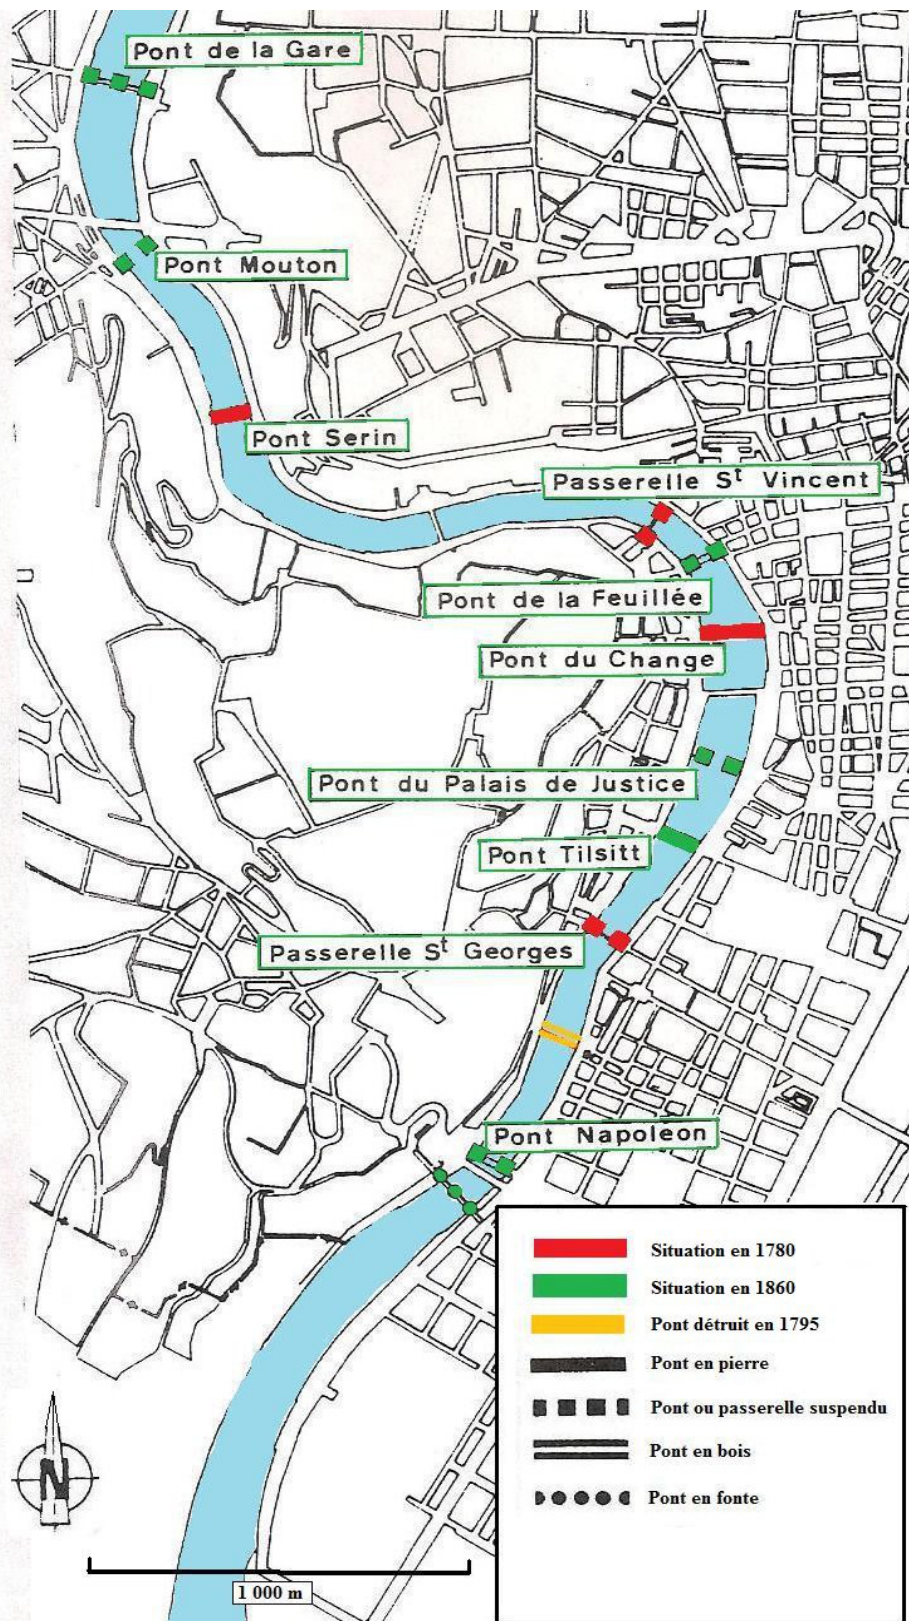 Pont de la Gare
Pont Mouton
Pont Serin
Passerelle St Vincent
Pont de la Feuillée
Pont du Change
Pont du Palais de Justice
Pont Tilsitt
Passerelle St Georges
Pont Napoleon
Situation en 1780
Situation en 1860
Pont détruit en 1795
Pont en pierre
Pont ou passerelle suspendu
Pont en bois
Pont en fonte
N
1 000 m